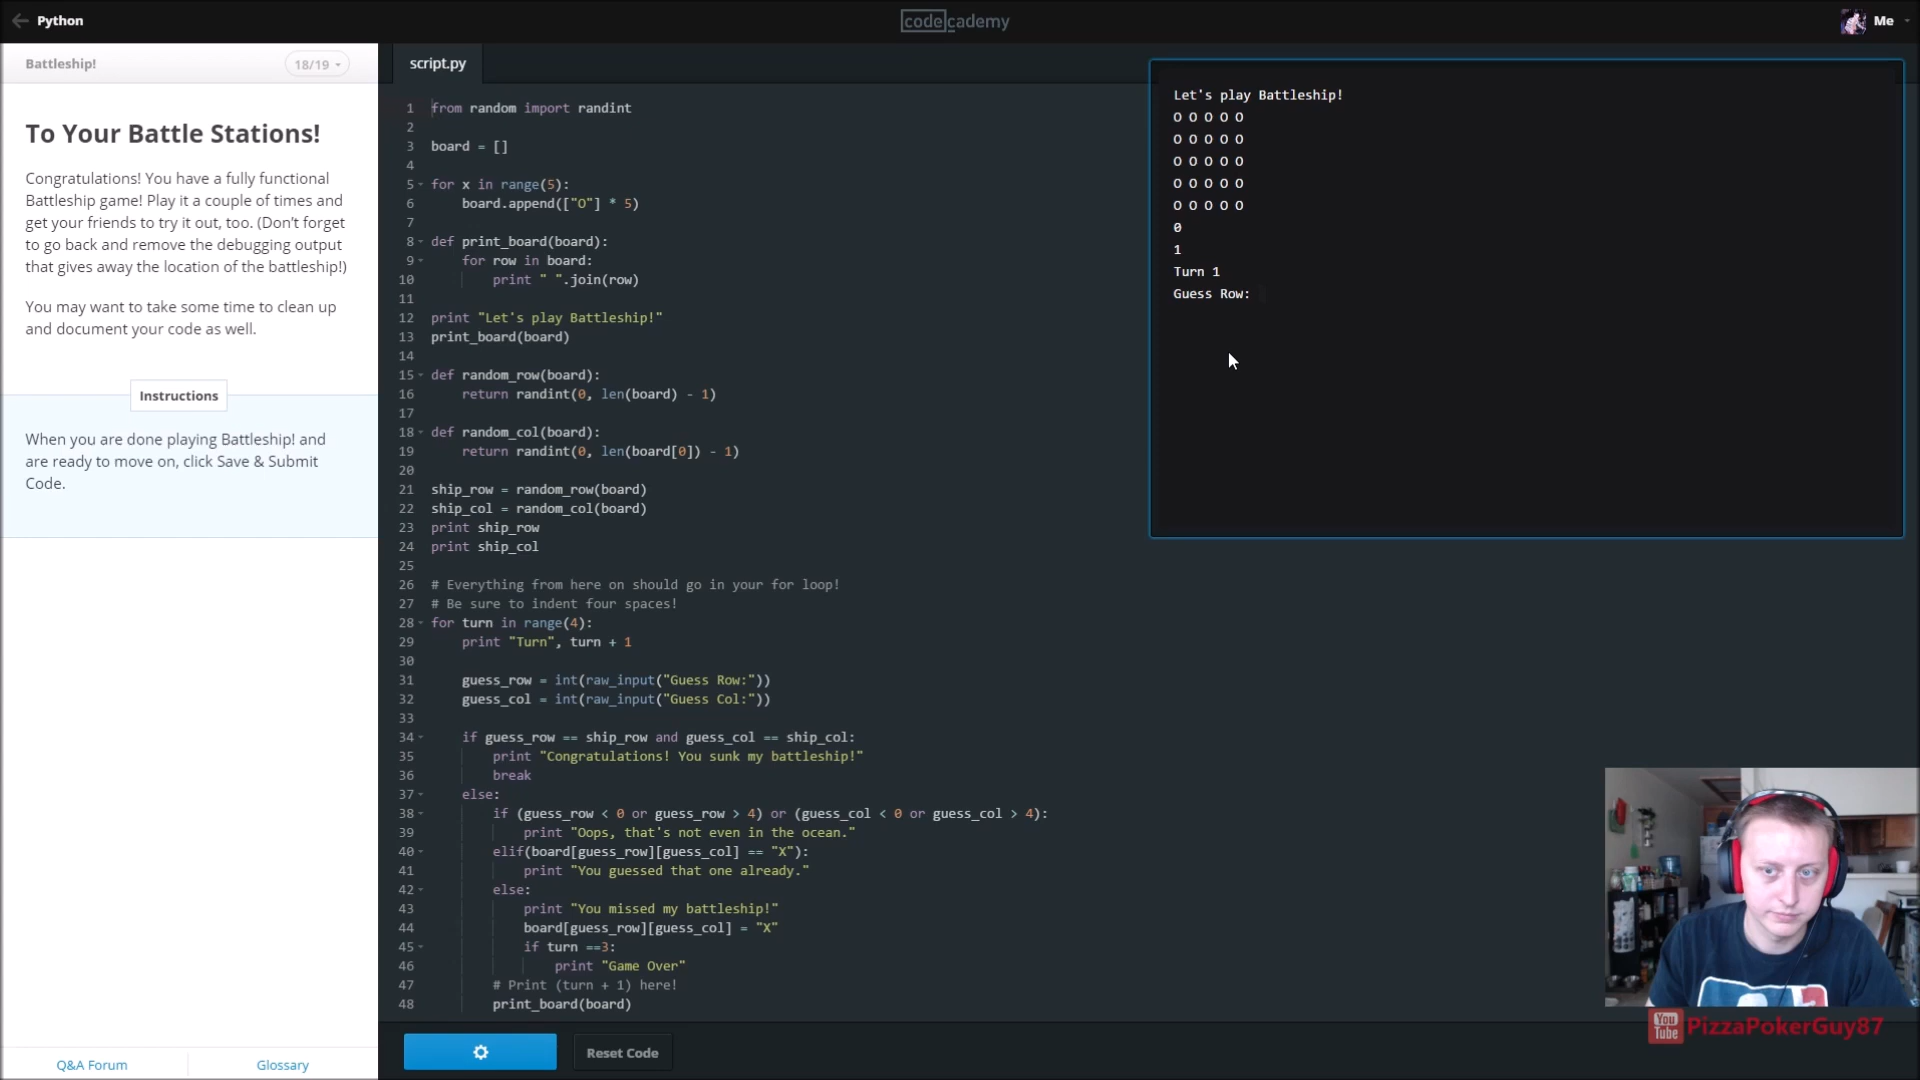 Python
codecademy
Me
Battleship!
18/19
To Your Battle Stations!
Congratulations! You have a fully functional
Battleship game! Play it a couple of times and
get your friends to try it out, too. (Don't forget
to go back and remove the debugging output
that gives away the location of the battleship!)
You may want to take some time to clean up
and document your code as well.
Instructions
When you are done playing Battleship! and
are ready to move on, click Save & Submit
Code.
Q&A Forum
Glossary
script.py
1 from random import randint
2
3 board = []
4
5 for x in range(5):
6     board.append(["O"] * 5)
7
8 def print_board(board):
9     for row in board:
10         print " ".join(row)
11
12 print "Let's play Battleship!"
13 print_board(board)
14
15 def random_row(board):
16     return randint(0, len(board) - 1)
17
18 def random_col(board):
19     return randint(0, len(board[0]) - 1)
20
21 ship_row = random_row(board)
22 ship_col = random_col(board)
23 print ship_row
24 print ship_col
25
26 # Everything from here on should go in your for loop!
27 # Be sure to indent four spaces!
28 for turn in range(4):
29     print "Turn", turn + 1
30
31     guess_row = int(raw_input("Guess Row:"))
32     guess_col = int(raw_input("Guess Col:"))
33
34     if guess_row == ship_row and guess_col == ship_col:
35         print "Congratulations! You sunk my battleship!"
36         break
37     else:
38         if (guess_row < 0 or guess_row > 4) or (guess_col < 0 or guess_col > 4):
39             print "Oops, that's not even in the ocean."
40         elif(board[guess_row][guess_col] == "X"):
41             print "You guessed that one already."
42         else:
43             print "You missed my battleship!"
44             board[guess_row][guess_col] = "X"
45             if turn ==3:
46                 print "Game Over"
47         # Print (turn + 1) here!
48         print_board(board)
Reset Code
Let's play Battleship!
O O O O O
O O O O O
O O O O O
O O O O O
O O O O O
0
1
Turn 1
Guess Row:
You Tube PizzaPokerGuy87